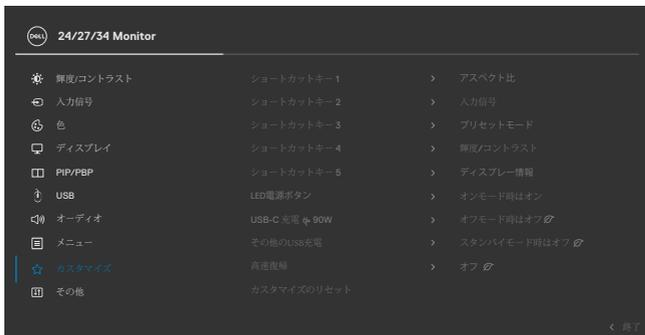 DELL 24/27/34 Monitor
輝度/コントラスト ショートカットキー 1 > アスペクト比
入力信号 ショートカットキー 2 > 入力信号
色 ショートカットキー 3 > プリセットモード
ディスプレイ ショートカットキー 4 > 輝度/コントラスト
PIP/PBP ショートカットキー 5 > ディスプレー情報
USB LED電源ボタン > オンモード時はオン
オーディオ USB-C 充電 90W > オフモード時はオフ
メニュー その他のUSB充電 > スタンバイモード時はオフ
カスタマイズ 高速復帰 > オフ
その他 カスタマイズのリセット
< 終了